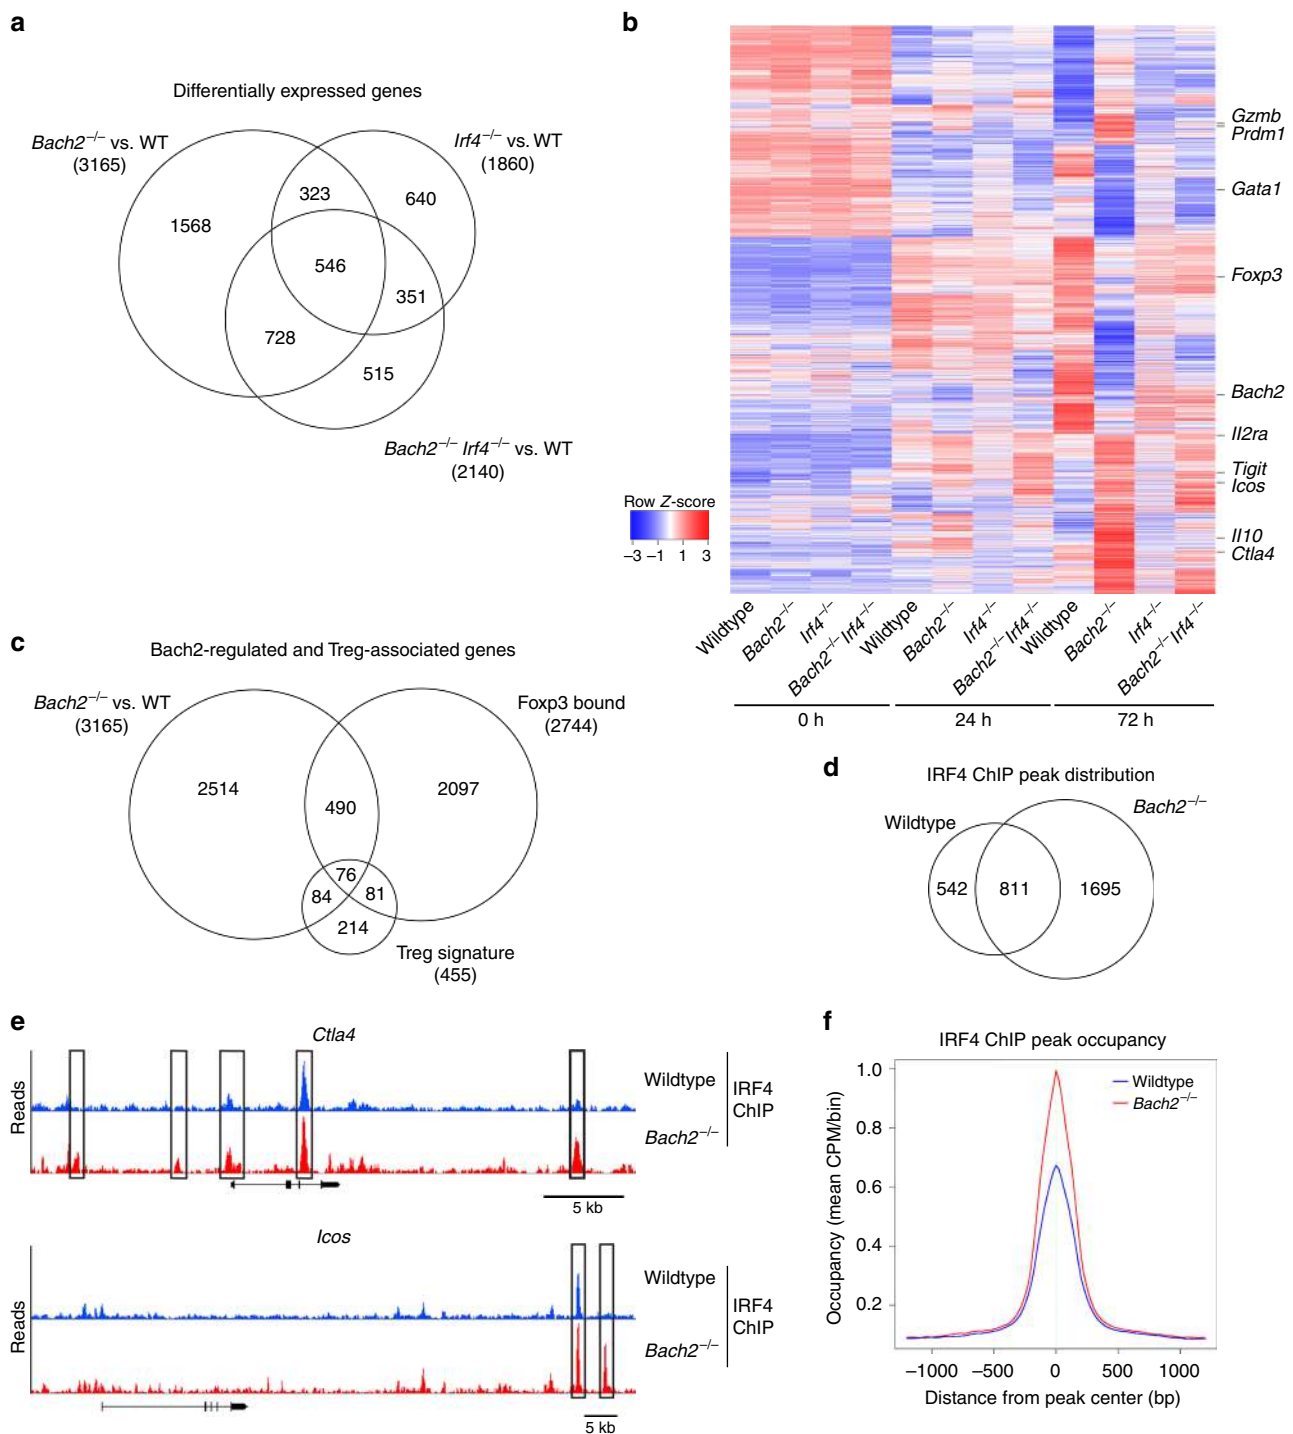 a
Differentially expressed genes
Bach2–/– vs. WT
(3165)
Irf4–/– vs. WT
(1860)
323
640
1568
546
351
728
515
Bach2–/– Irf4–/– vs. WT
(2140)
b
Gzmb
Prdm1
Gata1
Foxp3
Bach2
Il2ra
Tigit
Icos
Il10
Ctla4
Row Z-score
–3 –1 1 3
Wildtype
Bach2–/–
Irf4–/–
Bach2–/–Irf4–/–
Wildtype
Bach2–/–
Irf4–/–
Bach2–/–Irf4–/–
Wildtype
Bach2–/–
Irf4–/–
Bach2–/–Irf4–/–
0 h
24 h
72 h
c
Bach2-regulated and Treg-associated genes
Bach2–/– vs. WT
(3165)
Foxp3 bound
(2744)
2514
490
2097
76
84
81
214
Treg signature
(455)
d
IRF4 ChIP peak distribution
Wildtype
Bach2–/–
542
811
1695
e
Ctla4
Reads
Wildtype
Bach2–/–
IRF4
ChIP
5 kb
Icos
Reads
Wildtype
Bach2–/–
IRF4
ChIP
5 kb
f
IRF4 ChIP peak occupancy
Occupancy (mean CPM/bin)
1.0
0.8
0.6
0.4
0.2
Wildtype
Bach2–/–
–1000 –500 0 500 1000
Distance from peak center (bp)